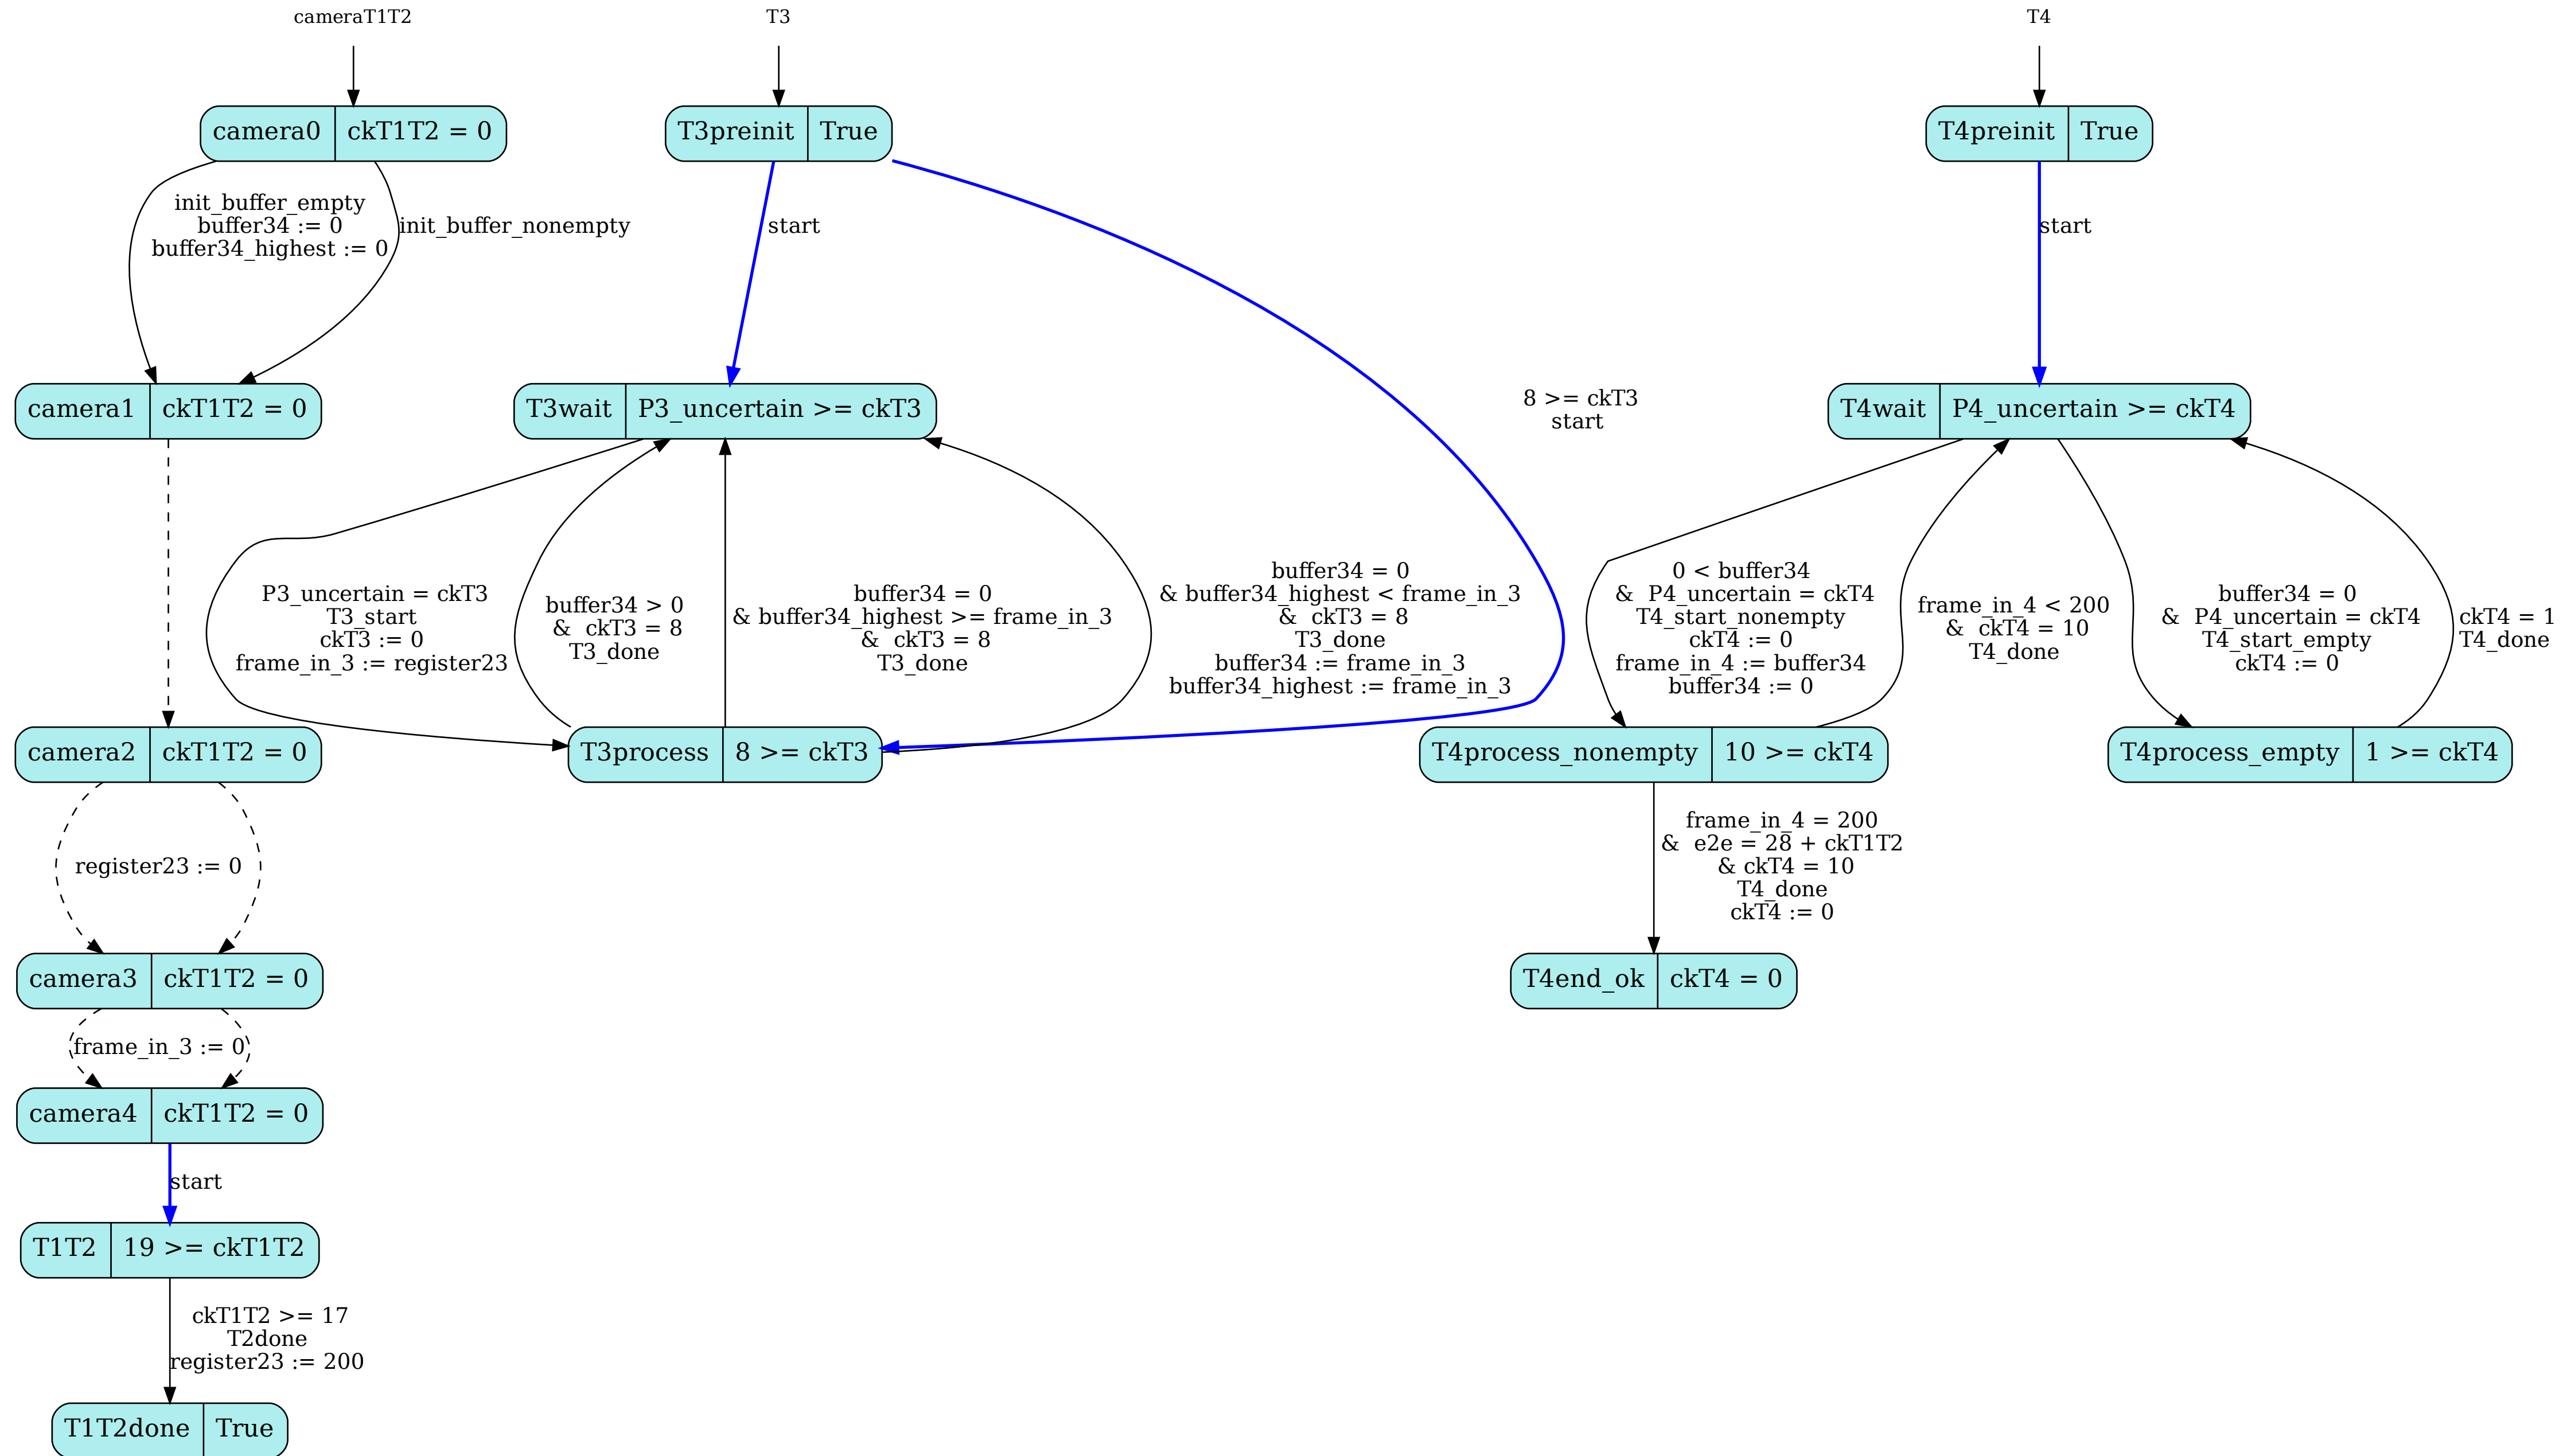 cameraT1T2
T3
T4
camera0 ckT1T2 = 0
T3preinit True
T4preinit True
init_buffer_empty
buffer34 := 0
buffer34_highest := 0
init_buffer_nonempty
start
start
camera1 ckT1T2 = 0
T3wait P3_uncertain >= ckT3
8 >= ckT3
start
T4wait P4_uncertain >= ckT4
P3_uncertain = ckT3
T3_start
ckT3 := 0
frame_in_3 := register23
buffer34 > 0
& ckT3 = 8
T3_done
buffer34 = 0
& buffer34_highest >= frame_in_3
& ckT3 = 8
T3_done
buffer34 = 0
& buffer34_highest < frame_in_3
& ckT3 = 8
T3_done
buffer34 := frame_in_3
buffer34_highest := frame_in_3
0 < buffer34
& P4_uncertain = ckT4
T4_start_nonempty
ckT4 := 0
frame_in_4 := buffer34
buffer34 := 0
frame_in_4 < 200
& ckT4 = 10
T4_done
buffer34 = 0
& P4_uncertain = ckT4
T4_start_empty
ckT4 := 0
ckT4 = 1
T4_done
camera2 ckT1T2 = 0
T3process 8 >= ckT3
T4process_nonempty 10 >= ckT4
T4process_empty 1 >= ckT4
register23 := 0
frame_in_4 = 200
& e2e = 28 + ckT1T2
& ckT4 = 10
T4_done
ckT4 := 0
camera3 ckT1T2 = 0
T4end_ok ckT4 = 0
frame_in_3 := 0
camera4 ckT1T2 = 0
start
T1T2 19 >= ckT1T2
ckT1T2 >= 17
T2done
register23 := 200
T1T2done True